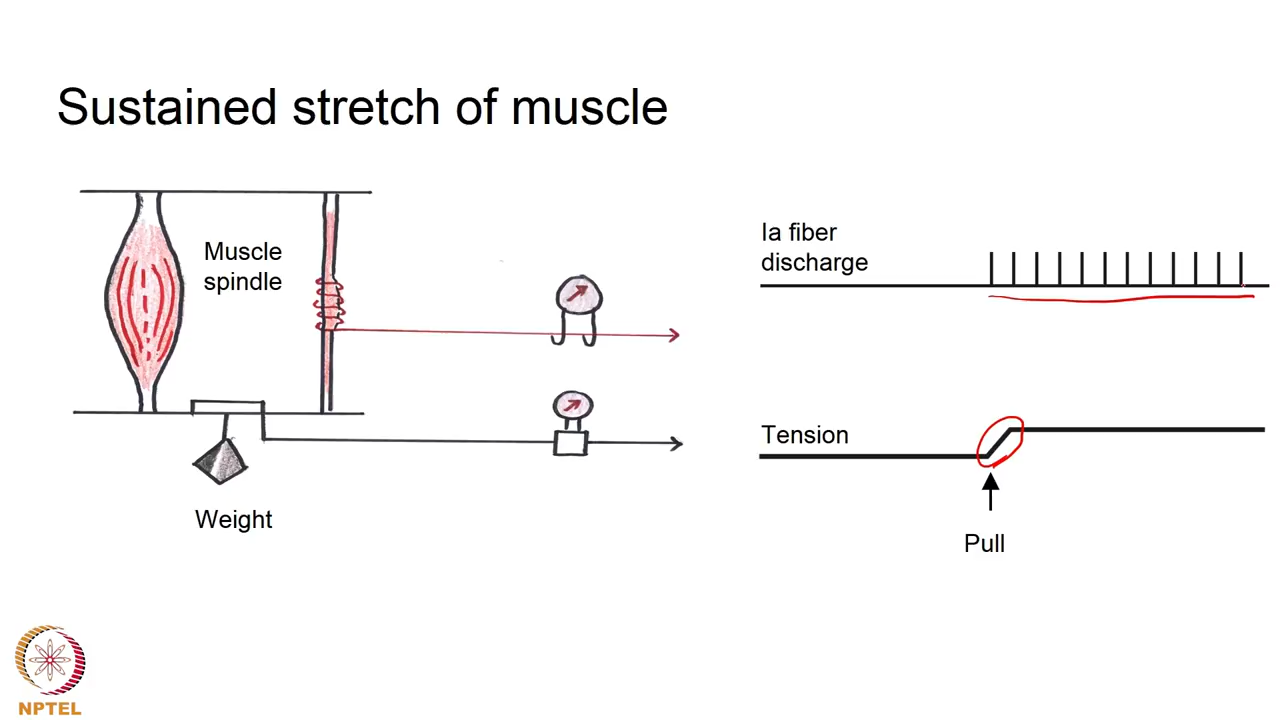 Sustained stretch of muscle
Muscle
spindle
Weight
Ia fiber
discharge
Tension
Pull
NPTEL